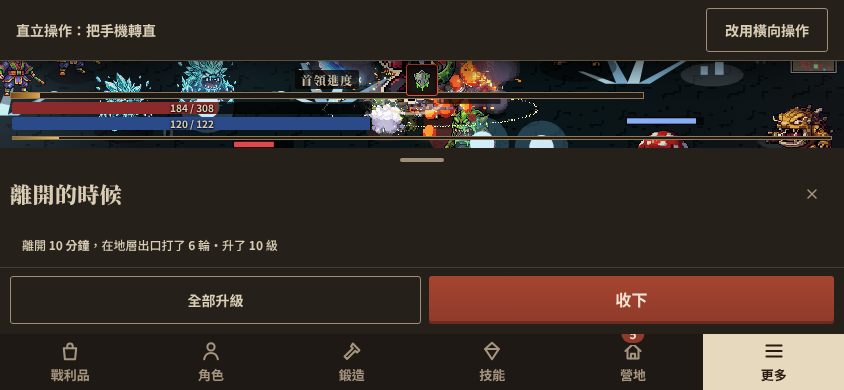 直立操作：把手機轉直
改用橫向操作
首領進度
184 / 308
120 / 122
離開的時候
離開 10 分鐘，在地層出口打了 6 輪・升了 10 級
全部升級
收下
戰利品
角色
鍛造
技能
營地
更多